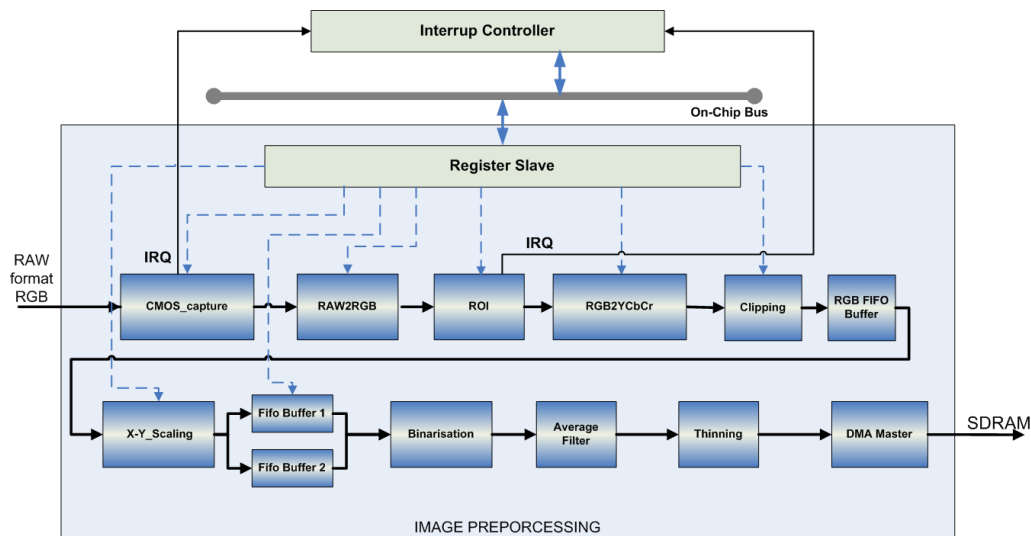 Interrup Controller
On-Chip Bus
Register Slave
IRQ
IRQ
RAW
format
RGB
CMOS_capture
RAW2RGB
ROI
RGB2YCbCr
Clipping
RGB FIFO
Buffer
X-Y_Scaling
Fifo Buffer 1
Fifo Buffer 2
Binarisation
Average
Filter
Thinning
DMA Master
SDRAM
IMAGE PREPORCESSING